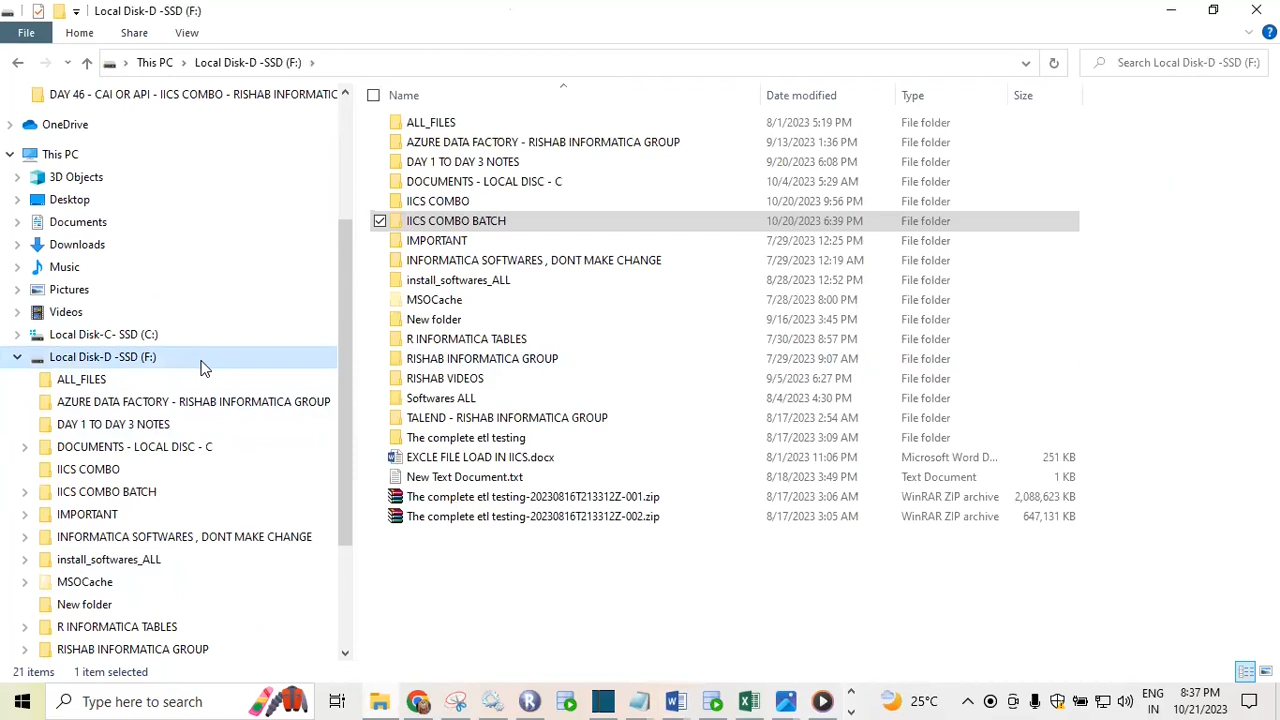 Local Disk-D -SSD (F:)
File
Home
Share
View
This PC
Local Disk-D -SSD (F:)
Search Local Disk-D -SSD (F:)
DAY 46 - CAI OR API - IICS COMBO - RISHAB INFORMATIC
OneDrive
This PC
3D Objects
Desktop
Documents
Downloads
Music
Pictures
Videos
Local Disk-C- SSD (C:)
Local Disk-D -SSD (F:)
ALL_FILES
AZURE DATA FACTORY - RISHAB INFORMATICA GROUP
DAY 1 TO DAY 3 NOTES
DOCUMENTS - LOCAL DISC - C
IICS COMBO
IICS COMBO BATCH
IMPORTANT
INFORMATICA SOFTWARES , DONT MAKE CHANGE
install_softwares_ALL
MSOCache
New folder
R INFORMATICA TABLES
RISHAB INFORMATICA GROUP
Name Date modified Type Size
ALL_FILES 8/1/2023 5:19 PM File folder
AZURE DATA FACTORY - RISHAB INFORMATICA GROUP 9/13/2023 1:36 PM File folder
DAY 1 TO DAY 3 NOTES 9/20/2023 6:08 PM File folder
DOCUMENTS - LOCAL DISC - C 10/4/2023 5:29 AM File folder
IICS COMBO 10/20/2023 9:56 PM File folder
IICS COMBO BATCH 10/20/2023 6:39 PM File folder
IMPORTANT 7/29/2023 12:25 PM File folder
INFORMATICA SOFTWARES , DONT MAKE CHANGE 7/29/2023 12:19 AM File folder
install_softwares_ALL 8/28/2023 12:52 PM File folder
MSOCache 7/28/2023 8:00 PM File folder
New folder 9/16/2023 3:45 PM File folder
R INFORMATICA TABLES 7/30/2023 8:57 PM File folder
RISHAB INFORMATICA GROUP 7/29/2023 9:07 AM File folder
RISHAB VIDEOS 9/5/2023 6:27 PM File folder
Softwares ALL 8/4/2023 4:30 PM File folder
TALEND - RISHAB INFORMATICA GROUP 8/17/2023 2:54 AM File folder
The complete etl testing 8/17/2023 3:09 AM File folder
EXCLE FILE LOAD IN IICS.docx 8/1/2023 11:06 PM Microsoft Word D... 251 KB
New Text Document.txt 8/18/2023 3:49 PM Text Document 1 KB
The complete etl testing-20230816T213312Z-001.zip 8/17/2023 3:06 AM WinRAR ZIP archive 2,088,623 KB
The complete etl testing-20230816T213312Z-002.zip 8/17/2023 3:05 AM WinRAR ZIP archive 647,131 KB
21 items 1 item selected
Type here to search
25°C
ENG
IN
8:37 PM
10/21/2023